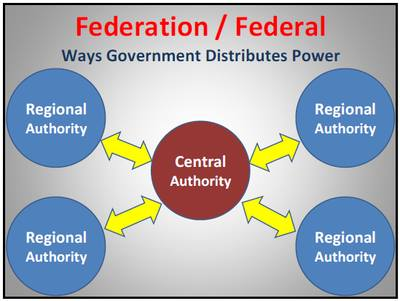 Federation / Federal
Ways Government Distributes Power
Regional
Authority
Regional
Authority
Central
Authority
Regional
Authority
Regional
Authority